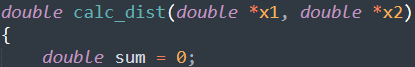 double calc_dist(double *x1, double *x2)
{
    double sum = 0;